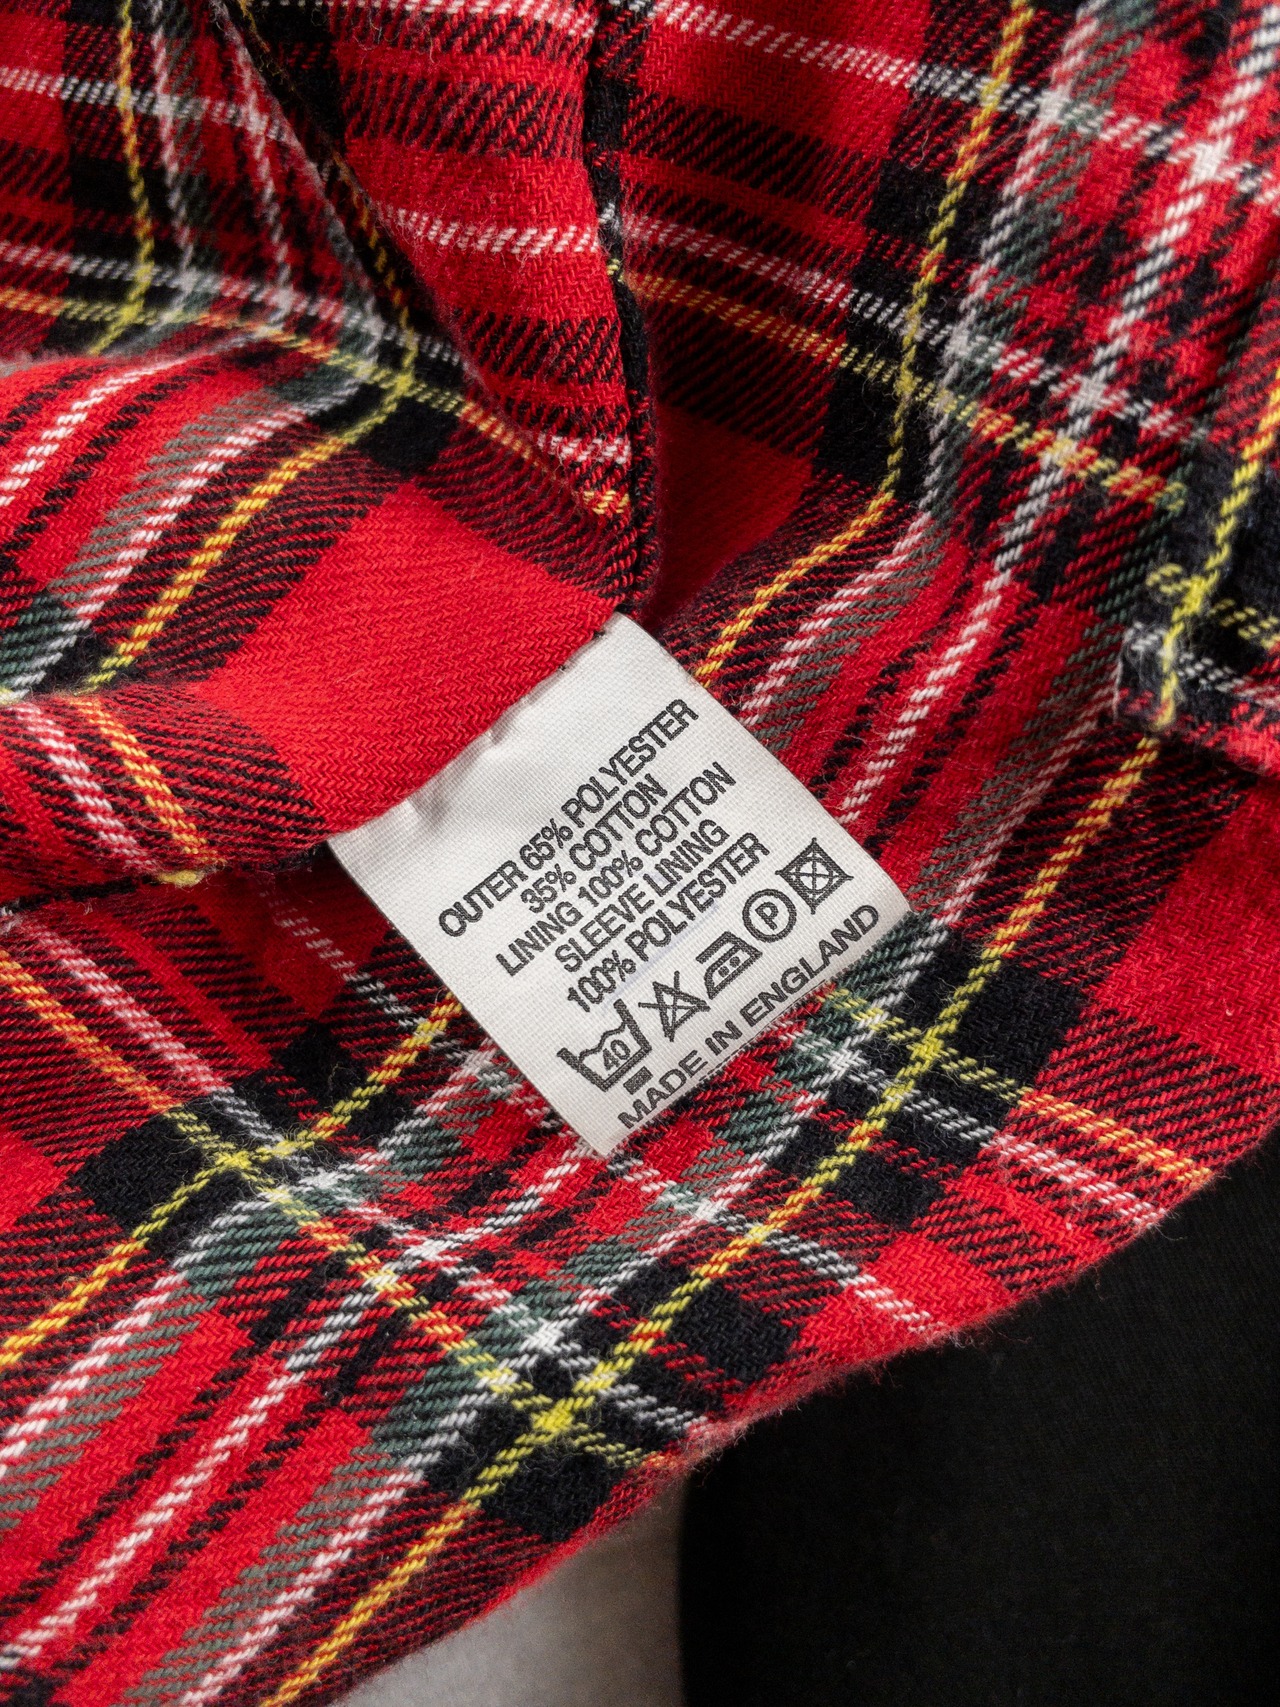 OUTER 65% POLYESTER
35% COTTON
LINING 100% COTTON
SLEEVE LINING
100% POLYESTER
40 P
MADE IN ENGLAND